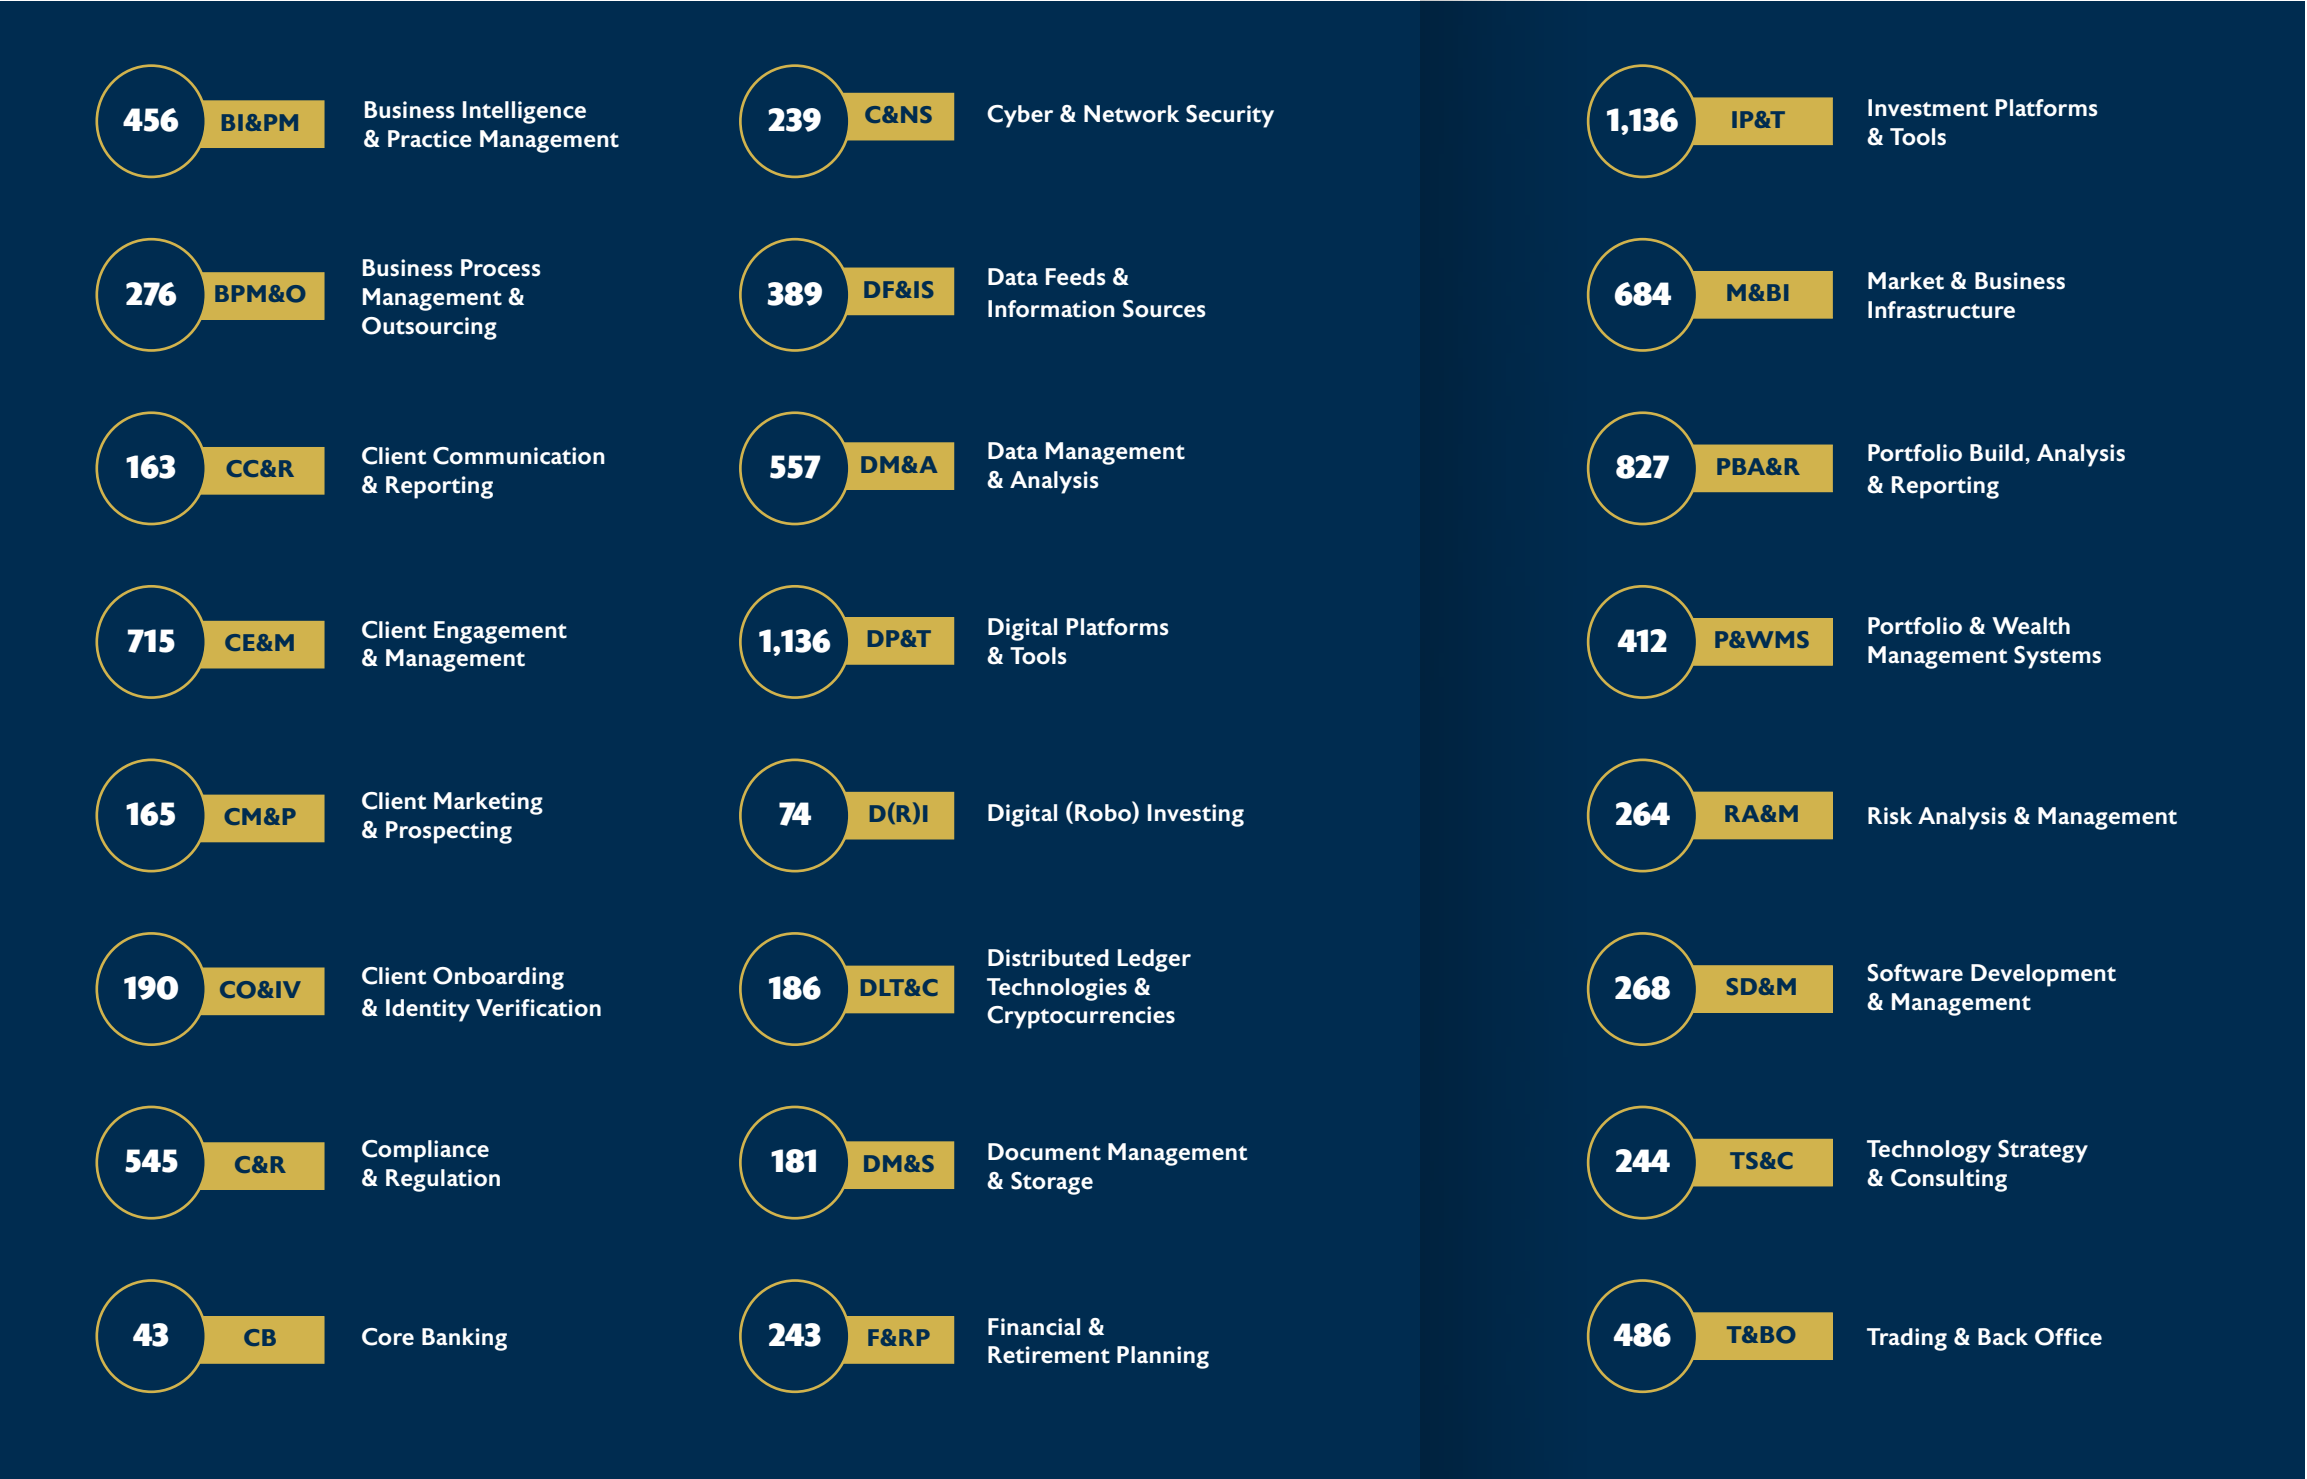 456
BI&PM
Business Intelligence
& Practice Management
276
BPM&O
Business Process
Management &
Outsourcing
163
CC&R
Client Communication
& Reporting
715
CE&M
Client Engagement
& Management
165
CM&P
Client Marketing
& Prospecting
190
CO&IV
Client Onboarding
& Identity Verification
545
C&R
Compliance
& Regulation
43
CB
Core Banking
239
C&NS
Cyber & Network Security
389
DF&IS
Data Feeds &
Information Sources
557
DM&A
Data Management
& Analysis
1,136
DP&T
Digital Platforms
& Tools
74
D(R)I
Digital (Robo) Investing
186
DLT&C
Distributed Ledger
Technologies &
Cryptocurrencies
181
DM&S
Document Management
& Storage
243
F&RP
Financial &
Retirement Planning
1,136
IP&T
Investment Platforms
& Tools
684
M&BI
Market & Business
Infrastructure
827
PBA&R
Portfolio Build, Analysis
& Reporting
412
P&WMS
Portfolio & Wealth
Management Systems
264
RA&M
Risk Analysis & Management
268
SD&M
Software Development
& Management
244
TS&C
Technology Strategy
& Consulting
486
T&BO
Trading & Back Office